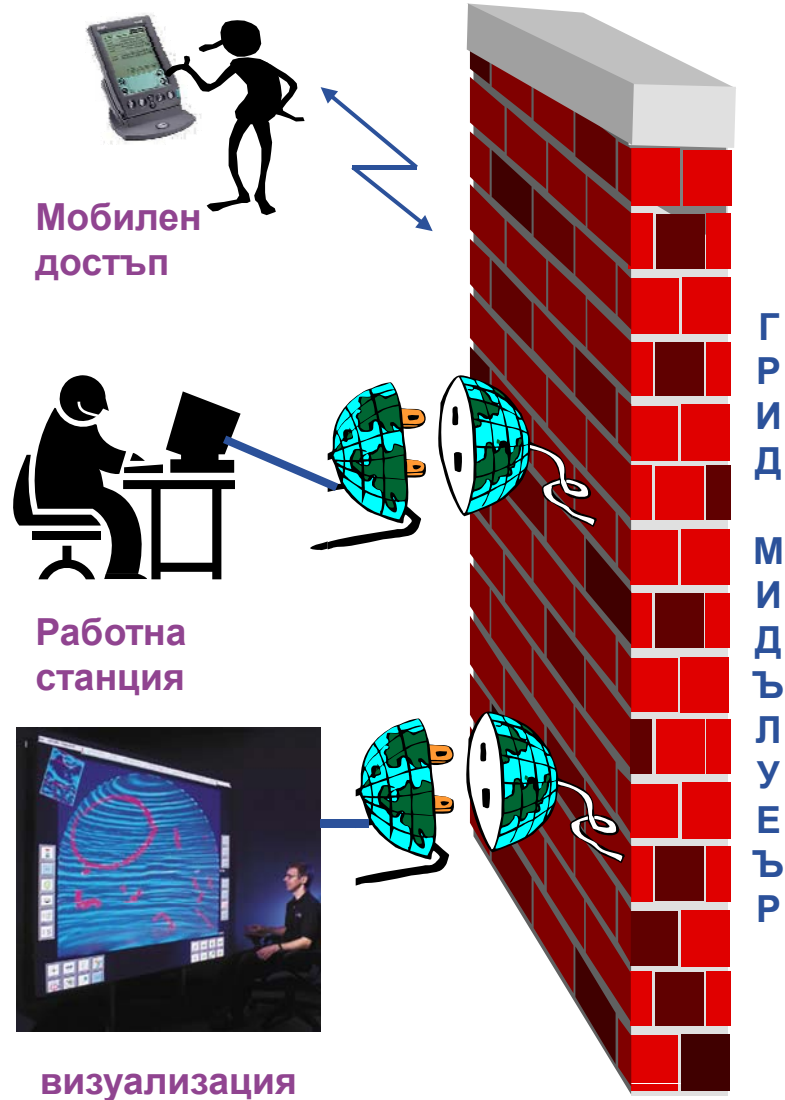 Мобилен
достъп
Работна
станция
визуализация
ГРИД МИДЪЛУЕЪР